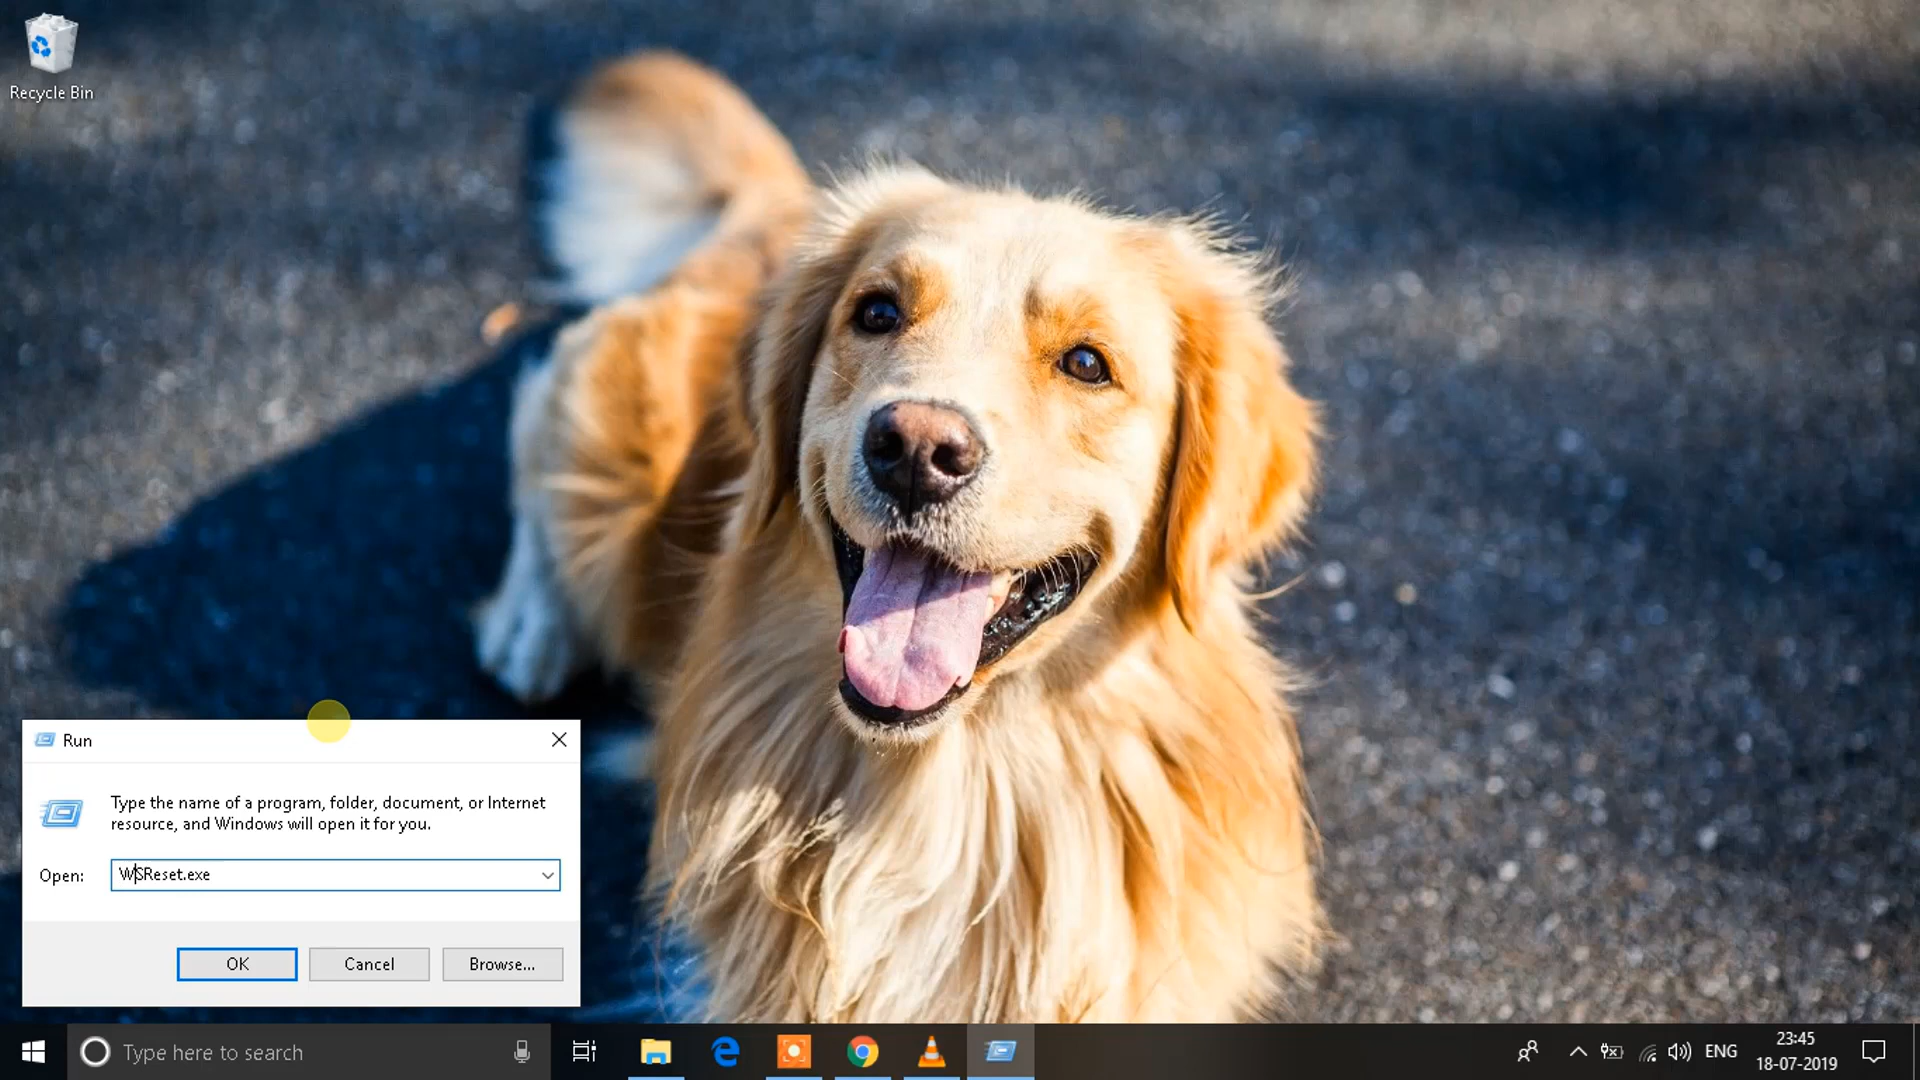 Recycle Bin
Run
Type the name of a program, folder, document, or Internet
resource, and Windows will open it for you.
Open: WSReset.exe
OK Cancel Browse...
Type here to search
ENG
23:45
18-07-2019